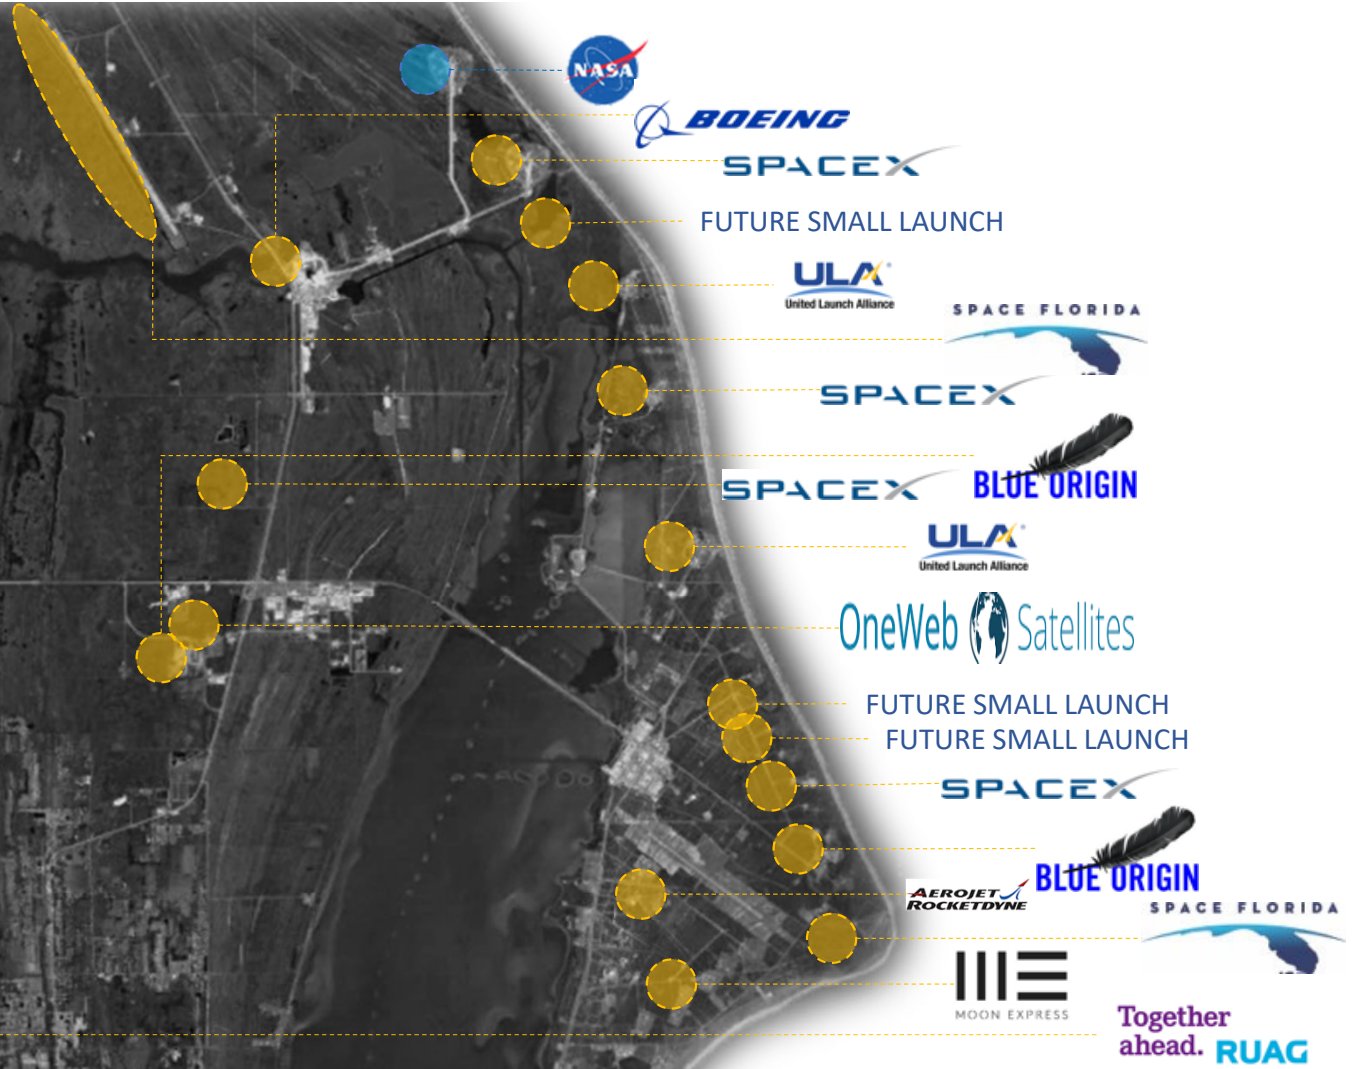 NASA
BOEING
SPACEX
FUTURE SMALL LAUNCH
ULA
United Launch Alliance
SPACE FLORIDA
SPACEX
BLUE ORIGIN
SPACEX
ULA
United Launch Alliance
OneWeb Satellites
FUTURE SMALL LAUNCH
FUTURE SMALL LAUNCH
SPACEX
BLUE ORIGIN
AEROJET
ROCKETDYNE
SPACE FLORIDA
ME
MOON EXPRESS
Together
ahead. RUAG